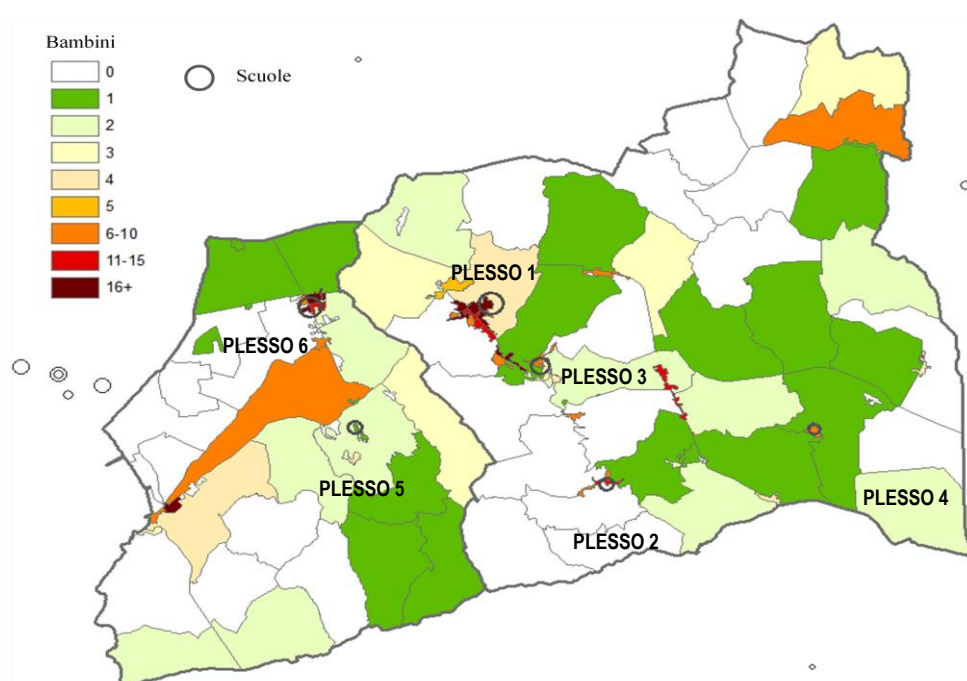 Bambini
0
1
2
3
4
5
6-10
11-15
16+
Scuole
PLESSO 1
PLESSO 6
PLESSO 3
PLESSO 5
PLESSO 4
PLESSO 2